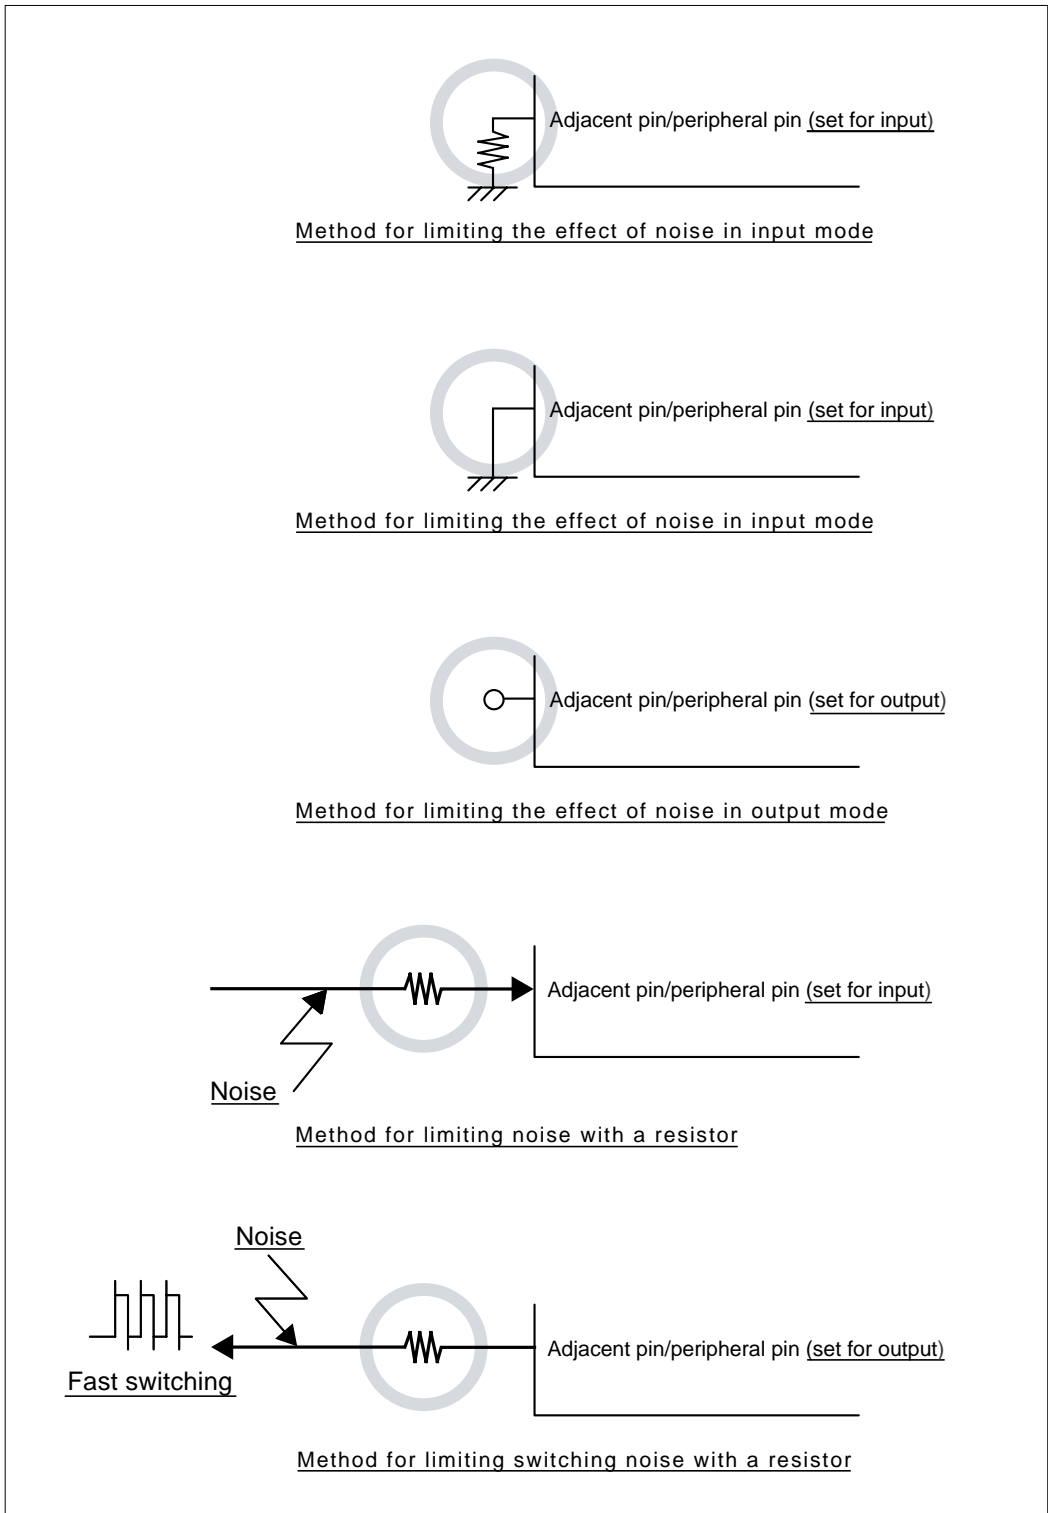 Adjacent pin/peripheral pin (set for input)
Method for limiting the effect of noise in input mode
Adjacent pin/peripheral pin (set for input)
Method for limiting the effect of noise in input mode
Adjacent pin/peripheral pin (set for output)
Method for limiting the effect of noise in output mode
Adjacent pin/peripheral pin (set for input)
Noise
Method for limiting noise with a resistor
Noise
Adjacent pin/peripheral pin (set for output)
Fast switching
Method for limiting switching noise with a resistor